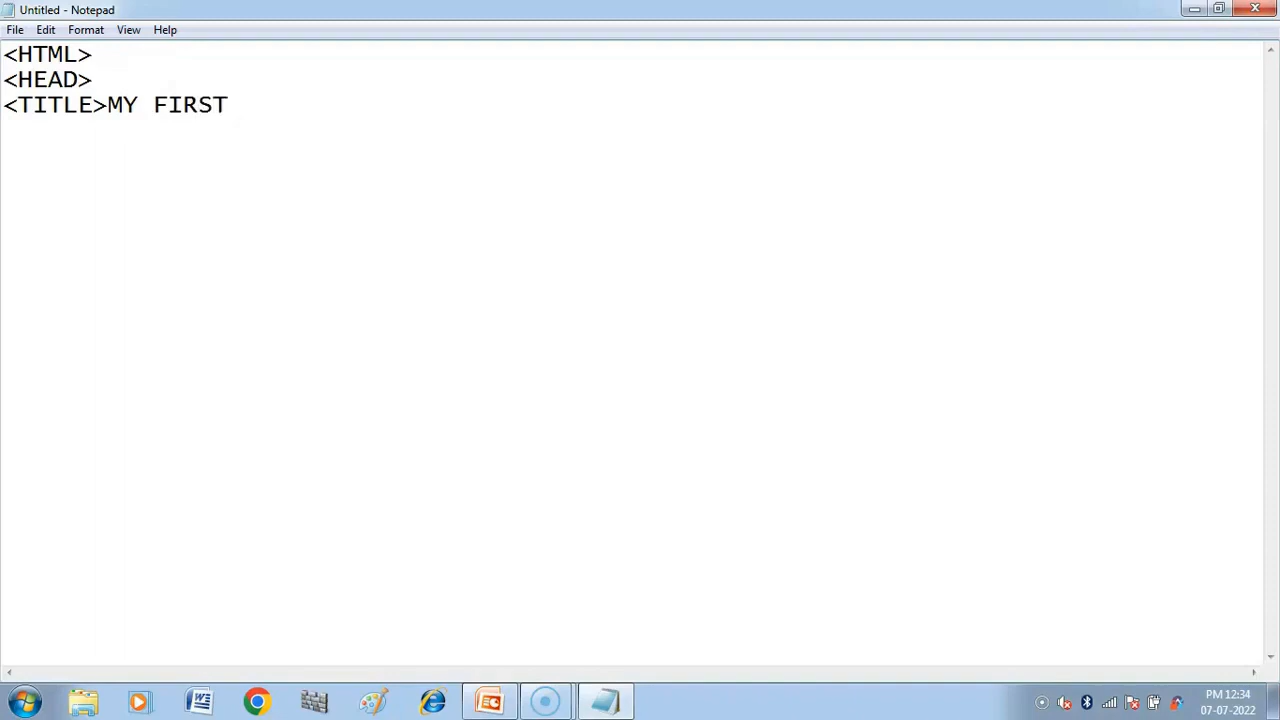 Untitled - Notepad
File Edit Format View Help
<HTML>
<HEAD>
<TITLE>MY FIRST
PM 12:34
07-07-2022